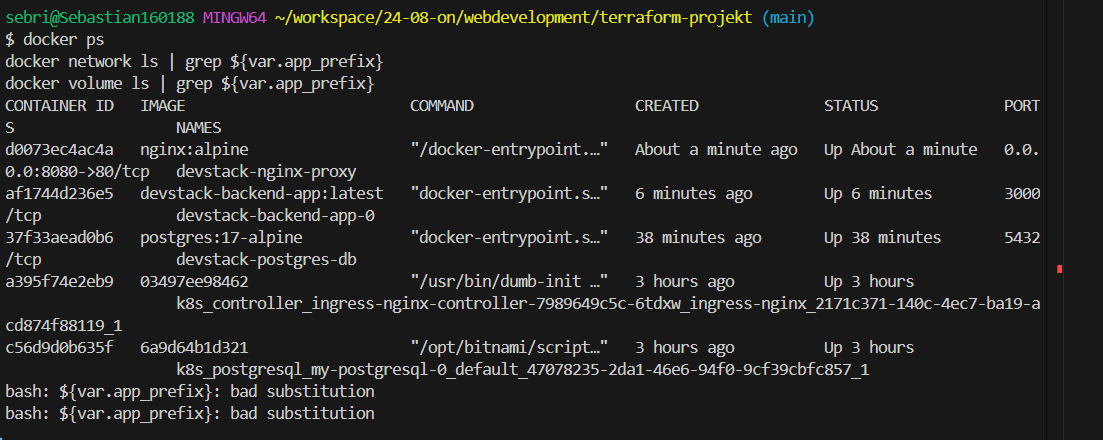 sebri@Sebastian160188 MINGW64 ~/workspace/24-08-on/webdevelopment/terraform-projekt (main)
$ docker ps
docker network ls | grep ${var.app_prefix}
docker volume ls | grep ${var.app_prefix}
CONTAINER ID   IMAGE                         COMMAND                  CREATED              STATUS              PORT
S                 NAMES
d0073ec4ac4a   nginx:alpine                  "/docker-entrypoint.…"   About a minute ago   Up About a minute   0.0.
0.0:8080->80/tcp   devstack-nginx-proxy
af1744d236e5   devstack-backend-app:latest   "docker-entrypoint.s…"   6 minutes ago        Up 6 minutes        3000
/tcp              devstack-backend-app-0
37f33aead0b6   postgres:17-alpine            "docker-entrypoint.s…"   38 minutes ago       Up 38 minutes       5432
/tcp              devstack-postgres-db
a395f74e2eb9   03497ee98462                  "/usr/bin/dumb-init …"   3 hours ago          Up 3 hours
                  k8s_controller_ingress-nginx-controller-7989649c5c-6tdxw_ingress-nginx_2171c371-140c-4ec7-ba19-a
cd874f88119_1
c56d9d0b635f   6a9d64b1d321                  "/opt/bitnami/script…"   3 hours ago          Up 3 hours
                  k8s_postgresql_my-postgresql-0_default_47078235-2da1-46e6-94f0-9cf39cbfc857_1
bash: ${var.app_prefix}: bad substitution
bash: ${var.app_prefix}: bad substitution